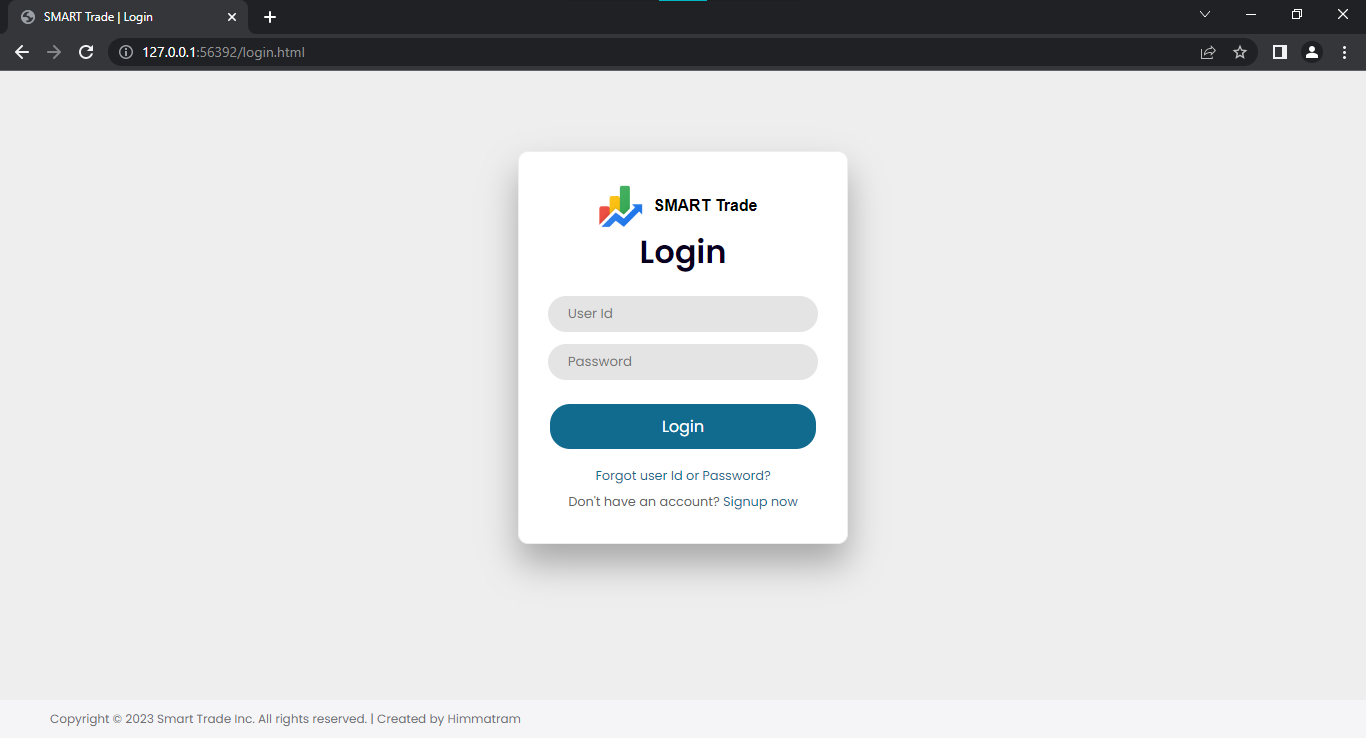 SMART Trade | Login
127.0.0.1:56392/login.html
SMART Trade
Login
User Id
Password
Login
Forgot user Id or Password?
Don't have an account? Signup now
Copyright © 2023 Smart Trade Inc. All rights reserved. | Created by Himmatram